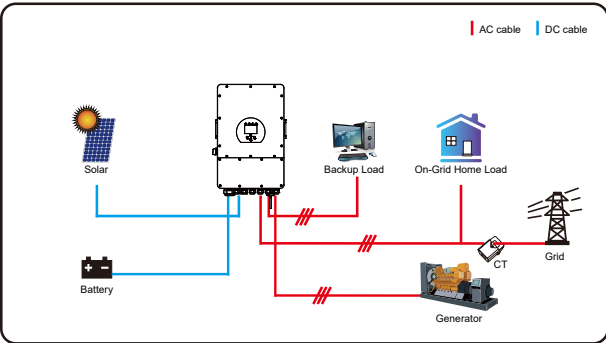 AC cable
DC cable
Solar
Backup Load
On-Grid Home Load
CT
Grid
Battery
Generator